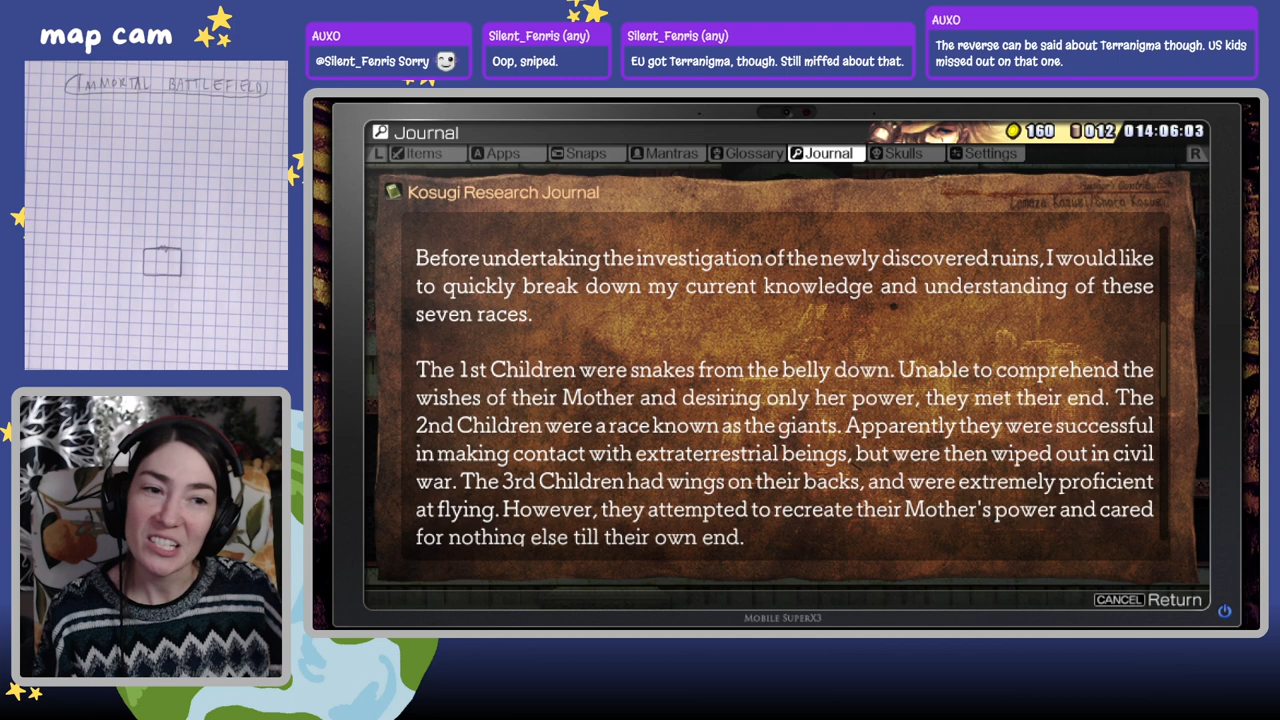 map cam
IMMORTAL BATTLEFIELD
AUXO
@Silent_Fenris Sorry
Silent_Fenris (any)
Oop, sniped.
Silent_Fenris (any)
EU got Terranigma, though. Still miffed about that.
AUXO
The reverse can be said about Terranigma though. US kids
missed out on that one.
Journal
160 012 014:06:03
L Items Apps Snaps Mantras Glossary Journal Skulls Settings R
Kosugi Research Journal
Before undertaking the investigation of the newly discovered ruins, I would like
to quickly break down my current knowledge and understanding of these
seven races.
The 1st Children were snakes from the belly down. Unable to comprehend the
wishes of their Mother and desiring only her power, they met their end. The
2nd Children were a race known as the giants. Apparently they were successful
in making contact with extraterrestrial beings, but were then wiped out in civil
war. The 3rd Children had wings on their backs, and were extremely proficient
at flying. However, they attempted to recreate their Mother's power and cared
for nothing else till their own end.
CANCEL Return
MOBILE SUPERX3